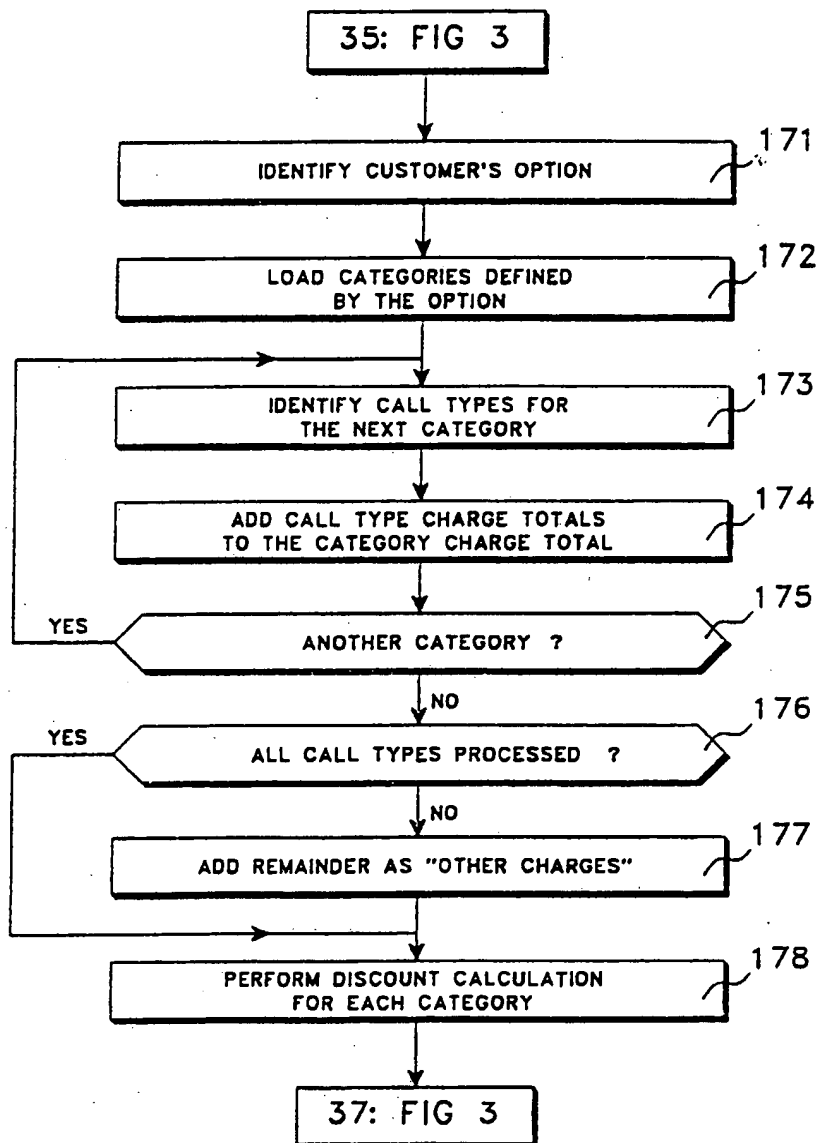 35: FIG 3
171
IDENTIFY CUSTOMER'S OPTION
172
LOAD CATEGORIES DEFINED
BY THE OPTION
173
IDENTIFY CALL TYPES FOR
THE NEXT CATEGORY
174
ADD CALL TYPE CHARGE TOTALS
TO THE CATEGORY CHARGE TOTAL
175
YES
ANOTHER CATEGORY ?
NO
176
YES
ALL CALL TYPES PROCESSED ?
NO
177
ADD REMAINDER AS "OTHER CHARGES"
178
PERFORM DISCOUNT CALCULATION
FOR EACH CATEGORY
37: FIG 3